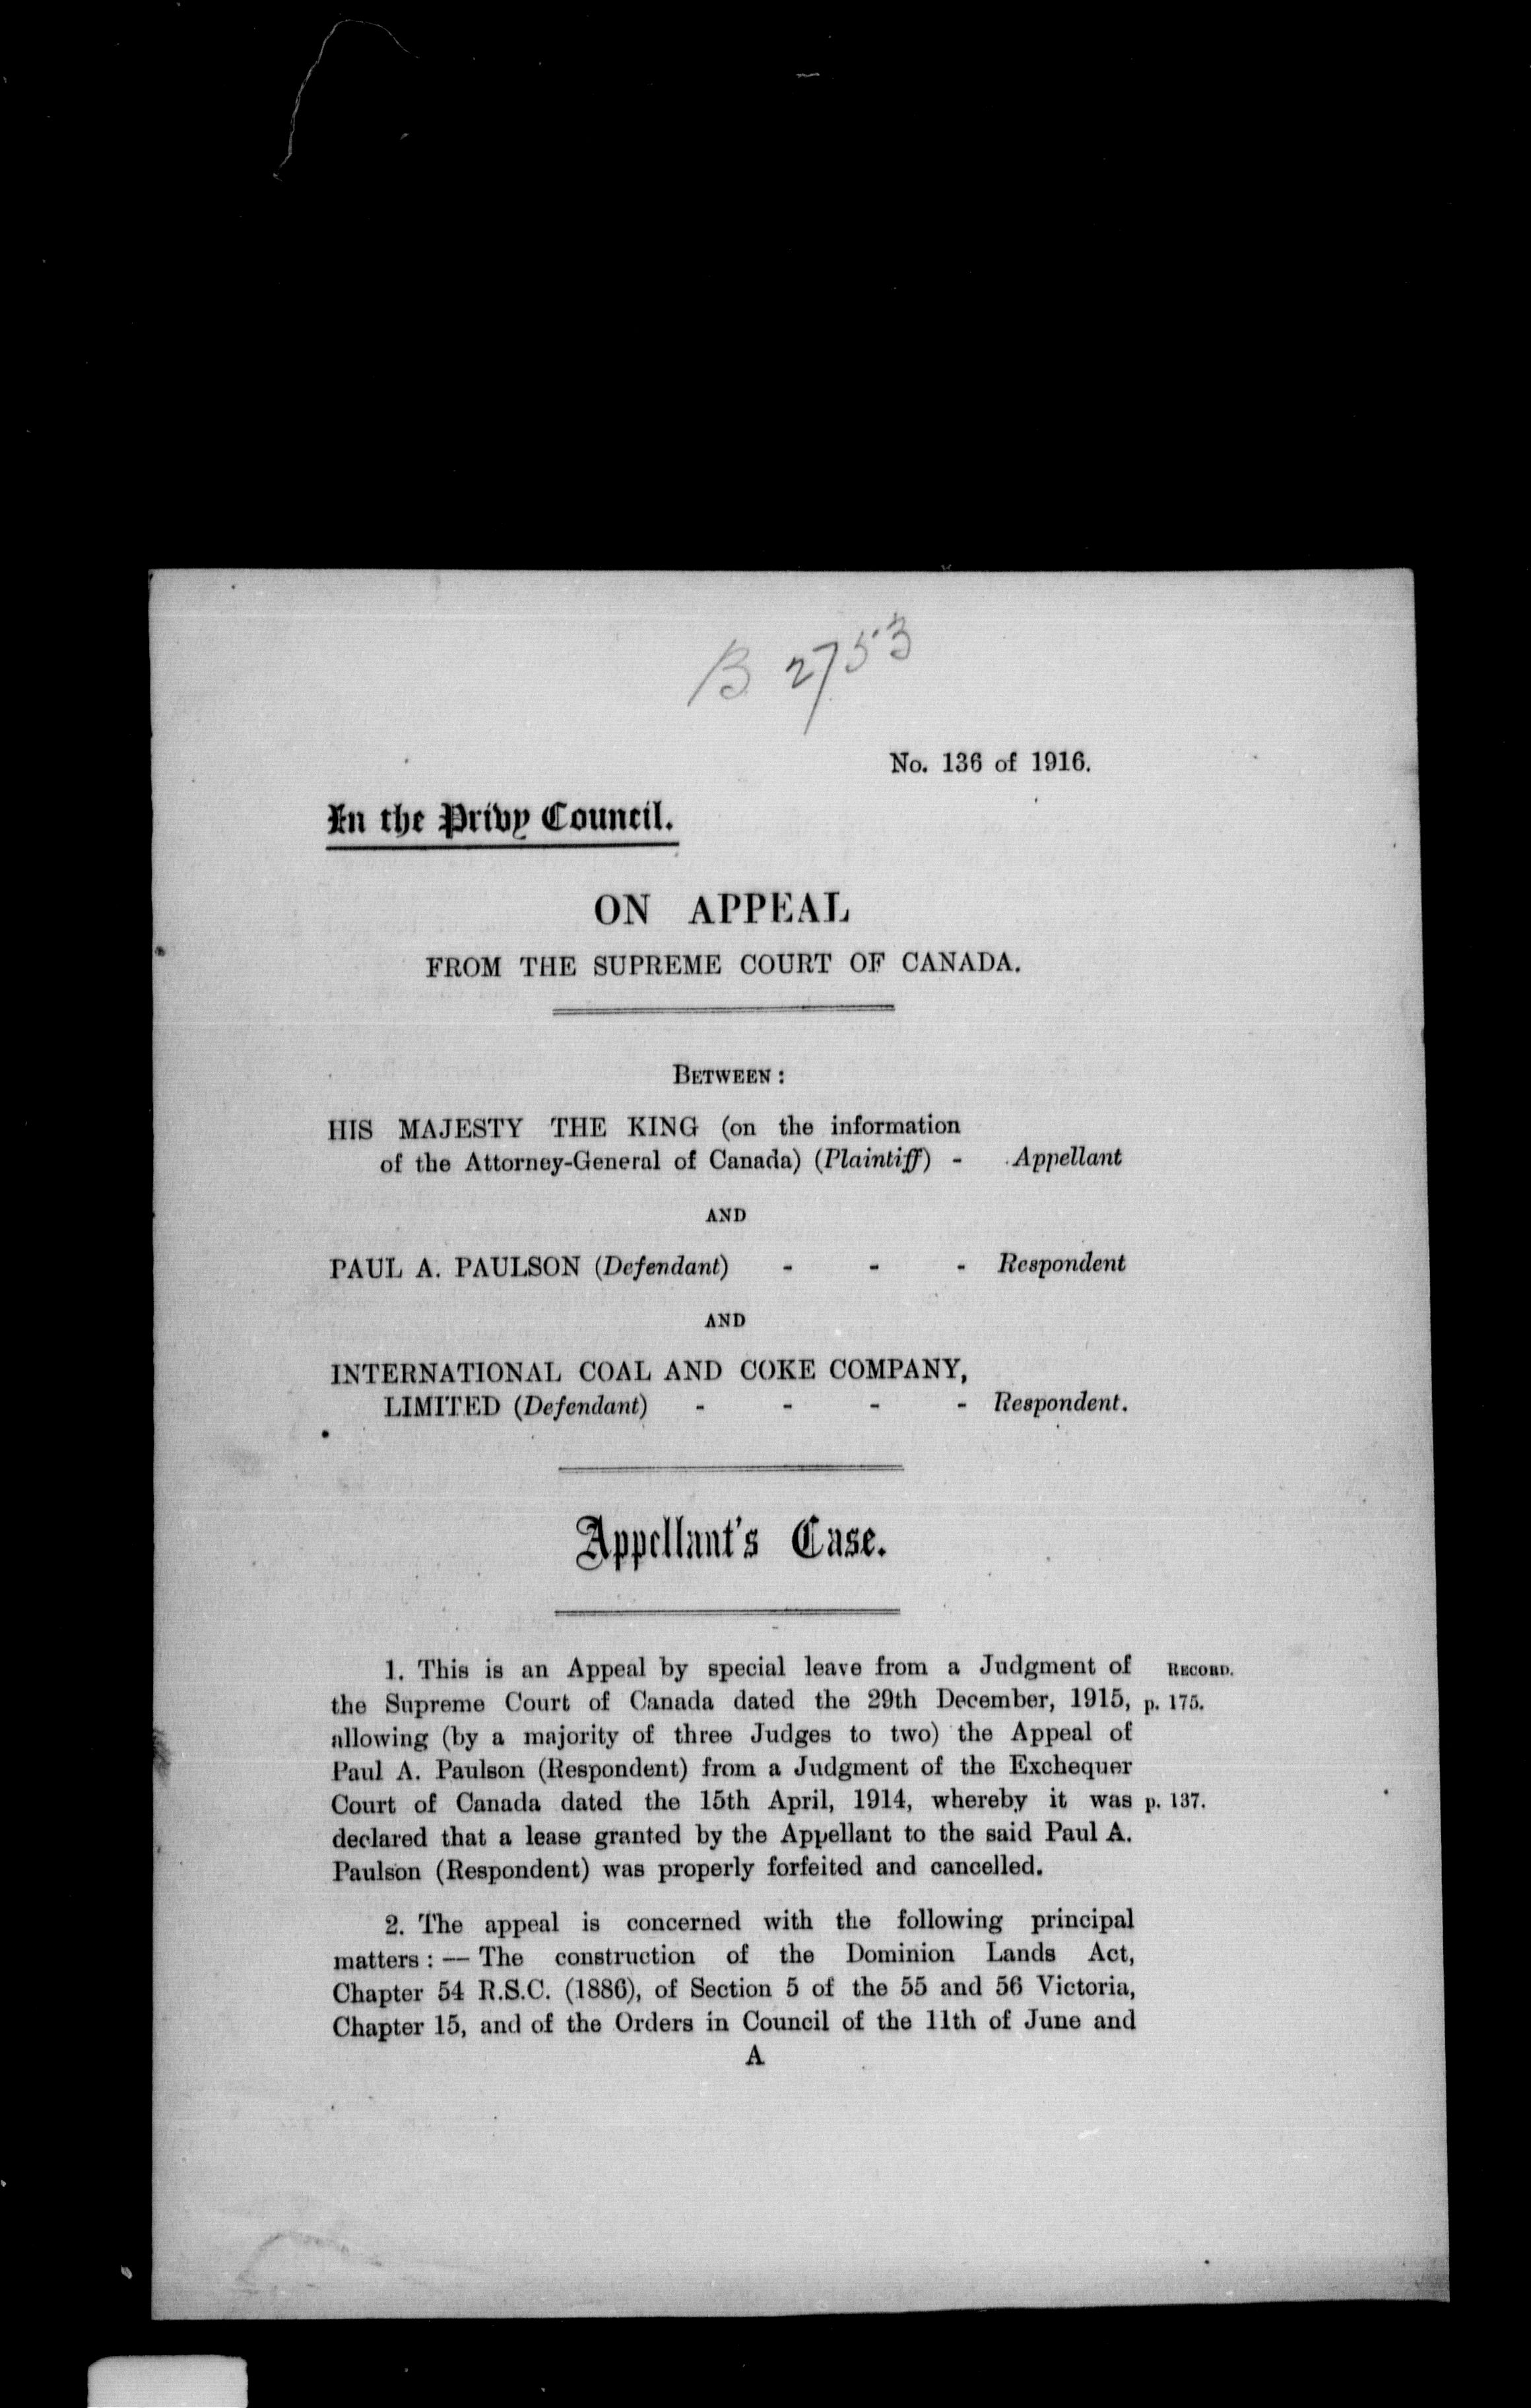 B 2753
No. 136 of 1916.
In the Privy Council.
ON APPEAL
FROM THE SUPREME COURT OF CANADA.
BETWEEN:
HIS MAJESTY THE KING (on the information
of the Attorney-General of Canada) (Plaintiff) - Appellant
AND
PAUL A. PAULSON (Defendant) - - - Respondent
AND
INTERNATIONAL COAL AND COKE COMPANY,
LIMITED (Defendant) - - - - Respondent.
Appellant's Case.
1. This is an Appeal by special leave from a Judgment of RECORD.
the Supreme Court of Canada dated the 29th December, 1915, p. 175.
allowing (by a majority of three Judges to two) the Appeal of
Paul A. Paulson (Respondent) from a Judgment of the Exchequer
Court of Canada dated the 15th April, 1914, whereby it was p. 137.
declared that a lease granted by the Appellant to the said Paul A.
Paulson (Respondent) was properly forfeited and cancelled.
2. The appeal is concerned with the following principal
matters : — The construction of the Dominion Lands Act,
Chapter 54 R.S.C. (1886), of Section 5 of the 55 and 56 Victoria,
Chapter 15, and of the Orders in Council of the 11th of June and
A